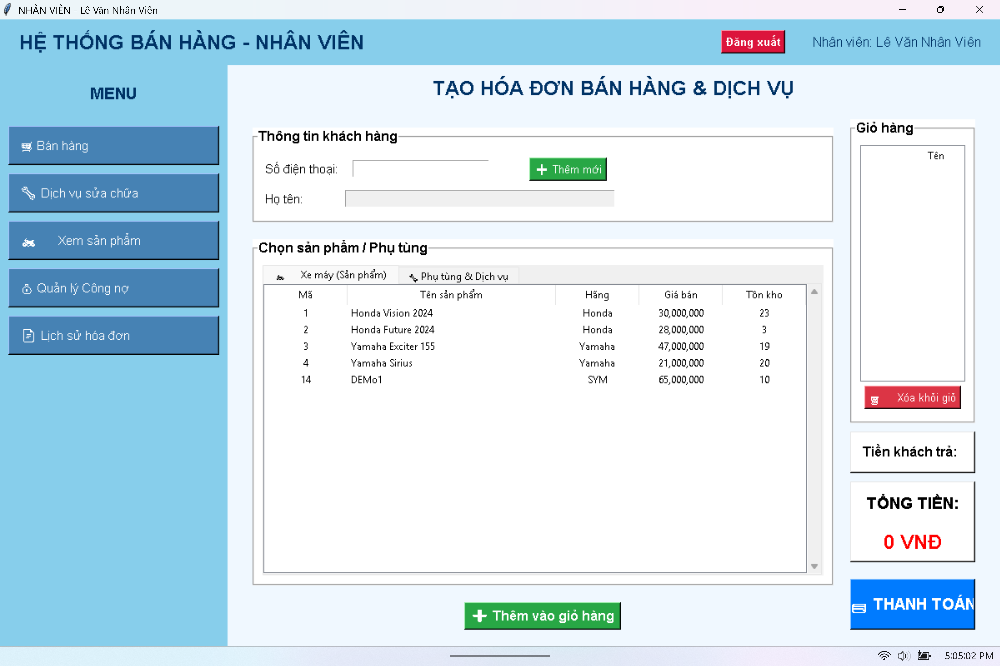 NHÂN VIÊN - Lê Văn Nhân Viên
HỆ THỐNG BÁN HÀNG - NHÂN VIÊN
Đăng xuất
Nhân viên: Lê Văn Nhân Viên
MENU
Bán hàng
Dịch vụ sửa chữa
Xem sản phẩm
Quản lý Công nợ
Lịch sử hóa đơn
TẠO HÓA ĐƠN BÁN HÀNG & DỊCH VỤ
Thông tin khách hàng
Số điện thoại:
Thêm mới
Họ tên:
Chọn sản phẩm / Phụ tùng
Xe máy (Sản phẩm) Phụ tùng & Dịch vụ
Mã Tên sản phẩm Hãng Giá bán Tồn kho
1 Honda Vision 2024 Honda 30,000,000 23
2 Honda Future 2024 Honda 28,000,000 3
3 Yamaha Exciter 155 Yamaha 47,000,000 19
4 Yamaha Sirius Yamaha 21,000,000 20
14 DEMo1 SYM 65,000,000 10
Thêm vào giỏ hàng
Giỏ hàng
Tên
Xóa khỏi giỏ
Tiền khách trả:
TỔNG TIỀN:
0 VNĐ
THANH TOÁN
5:05:02 PM